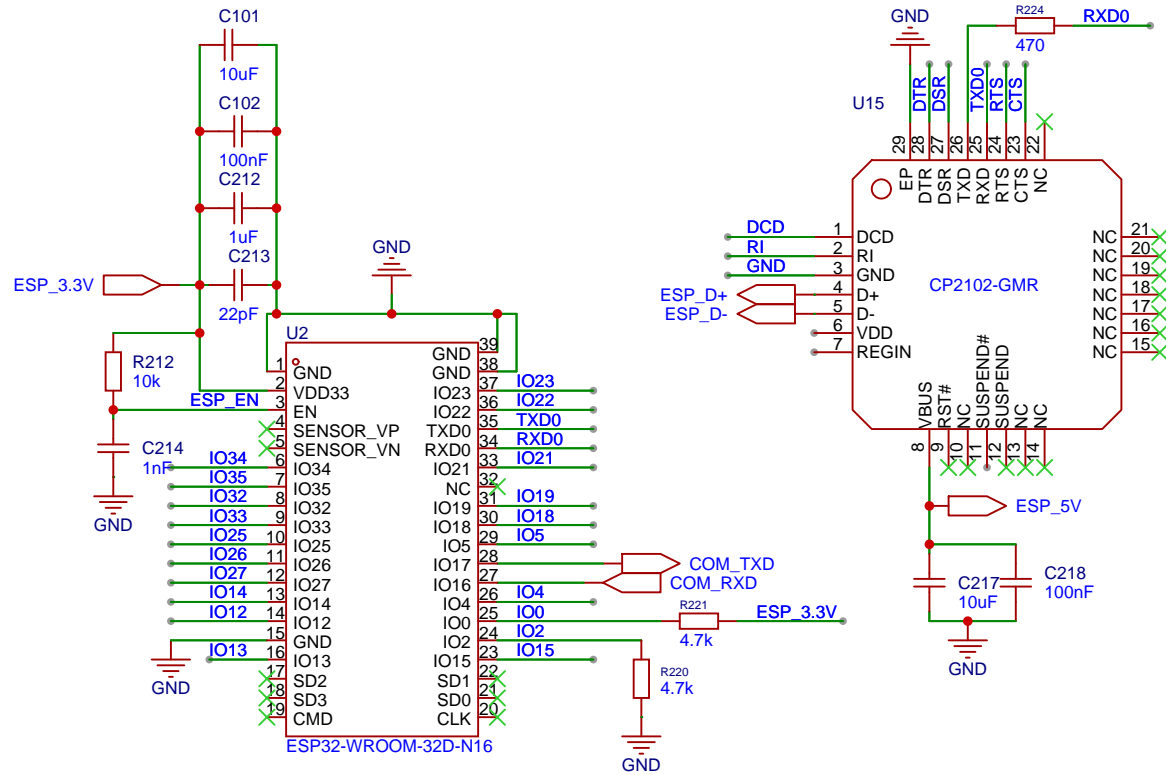 C101
10uF
C102
100nF
C212
1uF
C213
22pF
ESP_3.3V
GND
R212
10k
ESP_EN
C214
1nF
GND
U2
1 GND
2 VDD33
3 EN
4 SENSOR_VP
5 SENSOR_VN
IO34 6 IO34
IO35 7 IO35
IO32 8 IO32
IO33 9 IO33
IO25 10 IO25
IO26 11 IO26
IO27 12 IO27
IO14 13 IO14
IO12 14 IO12
15 GND
GND
IO13 16 IO13
17 SD2
18 SD3
19 CMD
GND 39
GND 38
IO23 37 IO23
IO22 36 IO22
TXD0 35 TXD0
RXD0 34 RXD0
IO21 33 IO21
NC 32
IO19 31 IO19
IO18 30 IO18
IO5 29 IO5
IO17 28 COM_TXD
IO16 27 COM_RXD
IO4 26 IO4
IO0 25 IO0
R221
4.7k
ESP_3.3V
IO2 24 IO2
IO15 23 IO15
SD1 22
SD0 21
CLK 20
R220
4.7k
GND
ESP32-WROOM-32D-N16
GND
R224
470
RXD0
U15
DTR
DSR
TXD0
RTS
CTS
29 EP
28 DTR
27 DSR
26 TXD
25 RXD
24 RTS
23 CTS
22 NC
DCD 1 DCD
RI 2 RI
GND 3 GND
ESP_D+ 4 D+
ESP_D- 5 D-
6 VDD
7 REGIN
CP2102-GMR
NC 21
NC 20
NC 19
NC 18
NC 17
NC 16
NC 15
VBUS 8
RST# 9
NC 10
SUSPEND# 11
SUSPEND 12
NC 13
NC 14
ESP_5V
C217
10uF
C218
100nF
GND